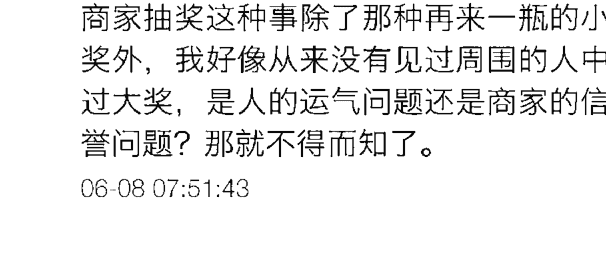 商家抽奖这种事除了那种再来一瓶的小
奖外，我好像从来没有见过周围的人中
过大奖，是人的运气问题还是商家的信
誉问题？那就不得而知了。
06-08 07:51:43